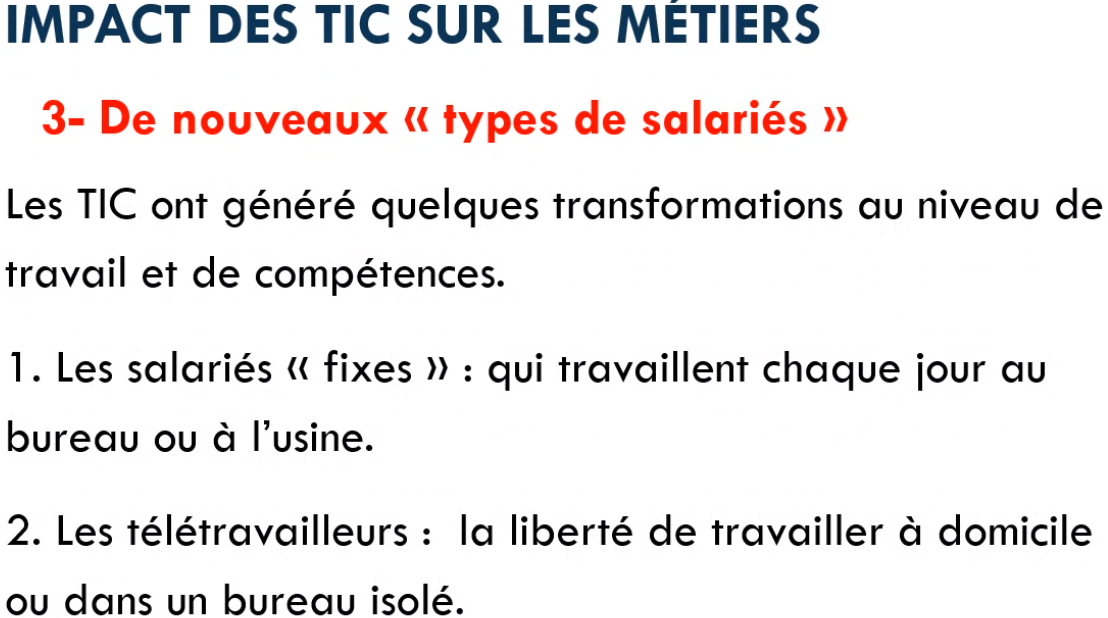 IMPACT DES TIC SUR LES MÉTIERS
3- De nouveaux « types de salariés »
Les TIC ont généré quelques transformations au niveau de
travail et de compétences.
1. Les salariés « fixes » : qui travaillent chaque jour au
bureau ou à l’usine.
2. Les télétravailleurs : la liberté de travailler à domicile
ou dans un bureau isolé.